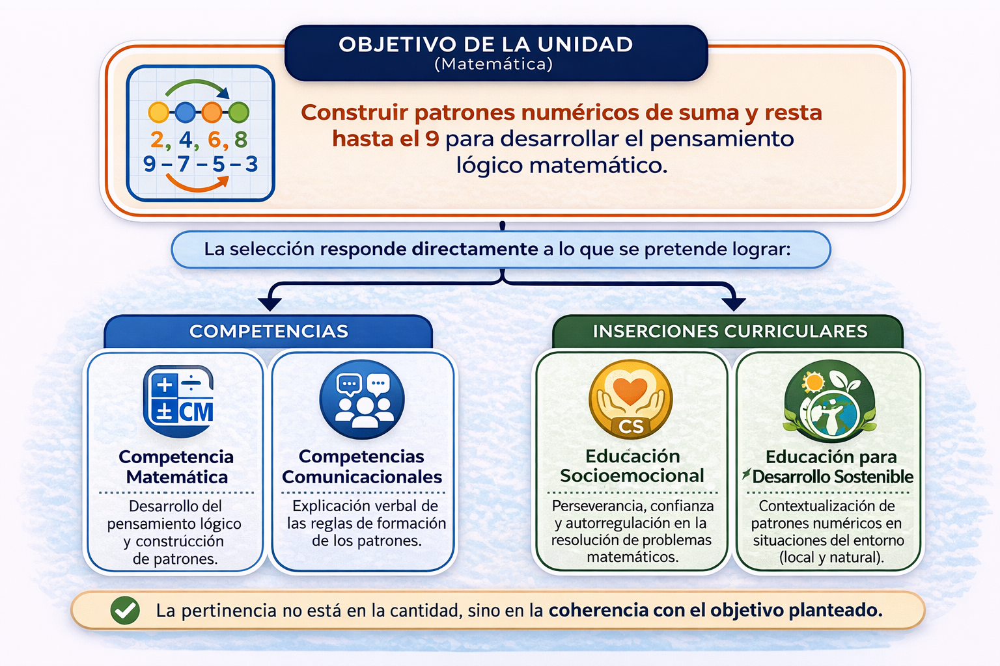 OBJETIVO DE LA UNIDAD
(Matemática)
2, 4, 6, 8
9 – 7 – 5 – 3
Construir patrones numéricos de suma y resta
hasta el 9 para desarrollar el pensamiento
lógico matemático.
La selección responde directamente a lo que se pretende lograr:
COMPETENCIAS
+ ÷
± CM
Competencia
Matemática
Desarrollo del
pensamiento lógico
y construcción
de patrones.
Competencias
Comunicacionales
Explicación verbal de
las reglas de formación
de los patrones.
INSERCIONES CURRICULARES
CS
Educación
Socioemocional
Perseverancia, confianza
y autorregulación en la
resolución de problemas
matemáticos.
Educación para
Desarrollo Sostenible
Contextualización de
patrones numéricos en
situaciones del entorno
(local y natural).
La pertinencia no está en la cantidad, sino en la coherencia con el objetivo planteado.